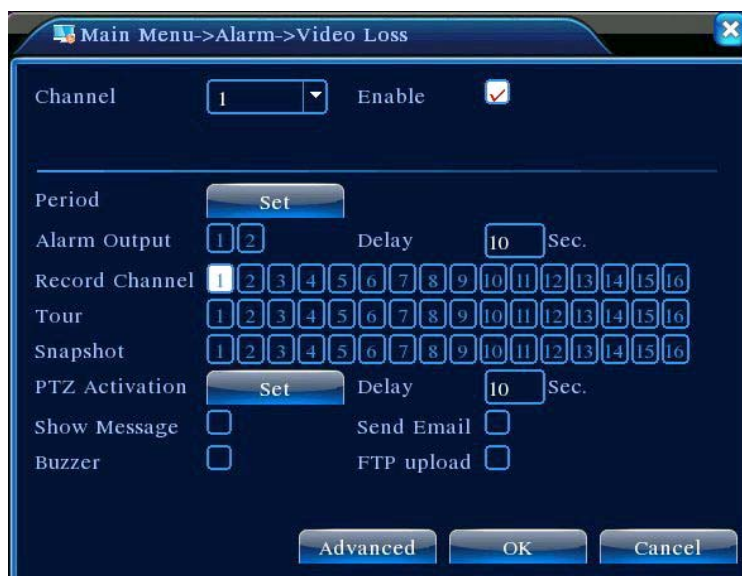 Main Menu->Alarm->Video Loss
Channel 1 Enable
Period Set
Alarm Output 1 2 Delay 10 Sec.
Record Channel 1 2 3 4 5 6 7 8 9 10 11 12 13 14 15 16
Tour 1 2 3 4 5 6 7 8 9 10 11 12 13 14 15 16
Snapshot 1 2 3 4 5 6 7 8 9 10 11 12 13 14 15 16
PTZ Activation Set Delay 10 Sec.
Show Message Send Email
Buzzer FTP upload
Advanced OK Cancel